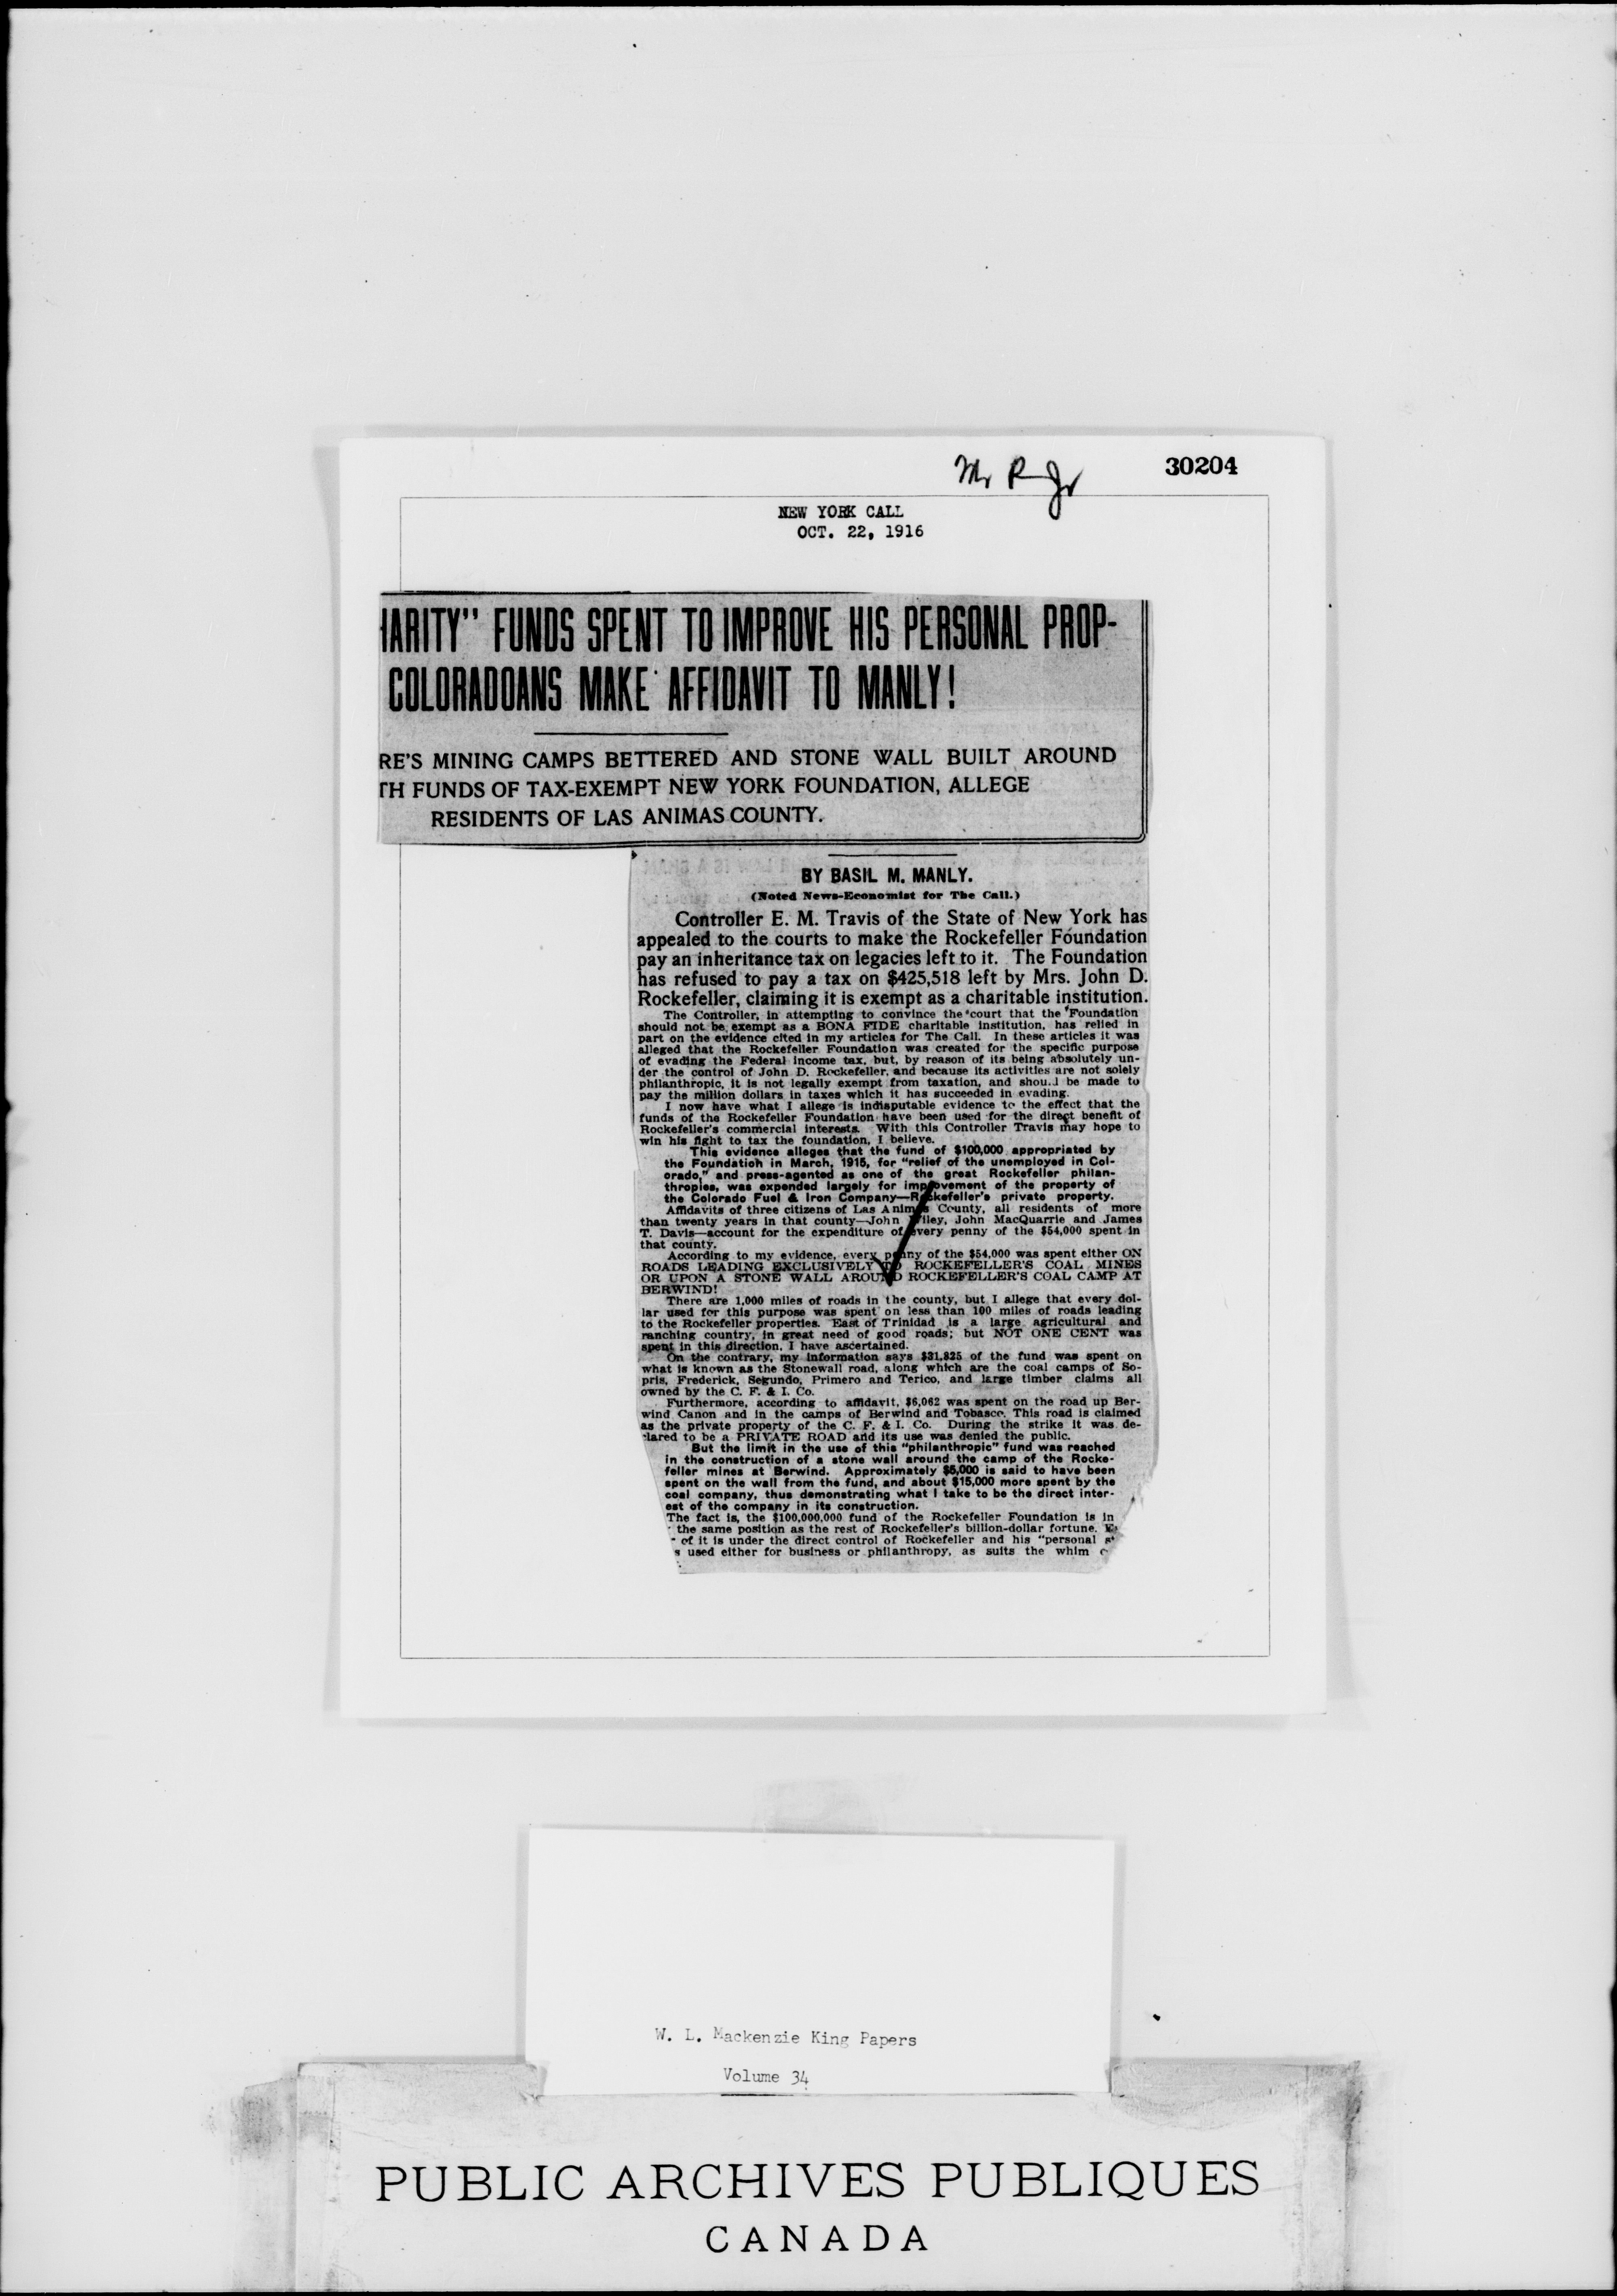 Mr R Jr
30204
NEW YORK CALL
OCT. 22, 1916
HARITY" FUNDS SPENT TO IMPROVE HIS PERSONAL PROP-
COLORADOANS MAKE AFFIDAVIT TO MANLY!
RE'S MINING CAMPS BETTERED AND STONE WALL BUILT AROUND
TH FUNDS OF TAX-EXEMPT NEW YORK FOUNDATION, ALLEGE
RESIDENTS OF LAS ANIMAS COUNTY.
BY BASIL M. MANLY.
(Noted News-Economist for The Call.)
Controller E. M. Travis of the State of New York has
appealed to the courts to make the Rockefeller Foundation
pay an inheritance tax on legacies left to it. The Foundation
has refused to pay a tax on $425,518 left by Mrs. John D.
Rockefeller, claiming it is exempt as a charitable institution.
The Controller, in attempting to convince the court that the Foundation
should not be exempt as a BONA FIDE charitable institution, has relied in
part on the evidence cited in my articles for The Call. In these articles it was
alleged that the Rockefeller Foundation was created for the specific purpose
of evading the Federal income tax, but, by reason of its being absolutely un-
der the control of John D. Rockefeller, and because its activities are not solely
philanthropic, it is not legally exempt from taxation, and should be made to
pay the million dollars in taxes which it has succeeded in evading.
I now have what I allege is indisputable evidence to the effect that the
funds of the Rockefeller Foundation have been used for the direct benefit of
Rockefeller's commercial interests. With this Controller Travis may hope to
win his fight to tax the foundation, I believe.
This evidence alleges that the fund of $100,000 appropriated by
the Foundation in March, 1915, for "relief of the unemployed in Col-
orado," and press-agented as one of the great Rockefeller philan-
thropies, was expended largely for improvement of the property of
the Colorado Fuel & Iron Company—Rockefeller's private property.
Affidavits of three citizens of Las Animas County, all residents of more
than twenty years in that county—John Wiley, John MacQuarrie and James
T. Davis—account for the expenditure of every penny of the $54,000 spent in
that county.
According to my evidence, every penny of the $54,000 was spent either ON
ROADS LEADING EXCLUSIVELY TO ROCKEFELLER'S COAL MINES
OR UPON A STONE WALL AROUND ROCKEFELLER'S COAL CAMP AT
BERWIND!
There are 1,000 miles of roads in the county, but I allege that every dol-
lar used for this purpose was spent on less than 100 miles of roads leading
to the Rockefeller properties. East of Trinidad is a large agricultural and
ranching country, in great need of good roads; but NOT ONE CENT was
spent in this direction, I have ascertained.
On the contrary, my information says $31,825 of the fund was spent on
what is known as the Stonewall road, along which are the coal camps of So-
pris, Frederick, Segundo, Primero and Terico, and large timber claims all
owned by the C. F. & I. Co.
Furthermore, according to affidavit, $6,062 was spent on the road up Ber-
wind Canon and in the camps of Berwind and Tobasco. This road is claimed
as the private property of the C. F. & I. Co. During the strike it was de-
clared to be a PRIVATE ROAD and its use was denied the public.
But the limit in the use of this "philanthropic" fund was reached
in the construction of a stone wall around the camp of the Rocke-
feller mines at Berwind. Approximately $5,000 is said to have been
spent on the wall from the fund, and about $15,000 more spent by the
coal company, thus demonstrating what I take to be the direct inter-
est of the company in its construction.
The fact is, the $100,000,000 fund of the Rockefeller Foundation is in
the same position as the rest of Rockefeller's billion-dollar fortune.
of it is under the direct control of Rockefeller and his "personal
used either for business or philanthropy, as suits the whim
W. L. Mackenzie King Papers
Volume 34
PUBLIC ARCHIVES PUBLIQUES
CANADA